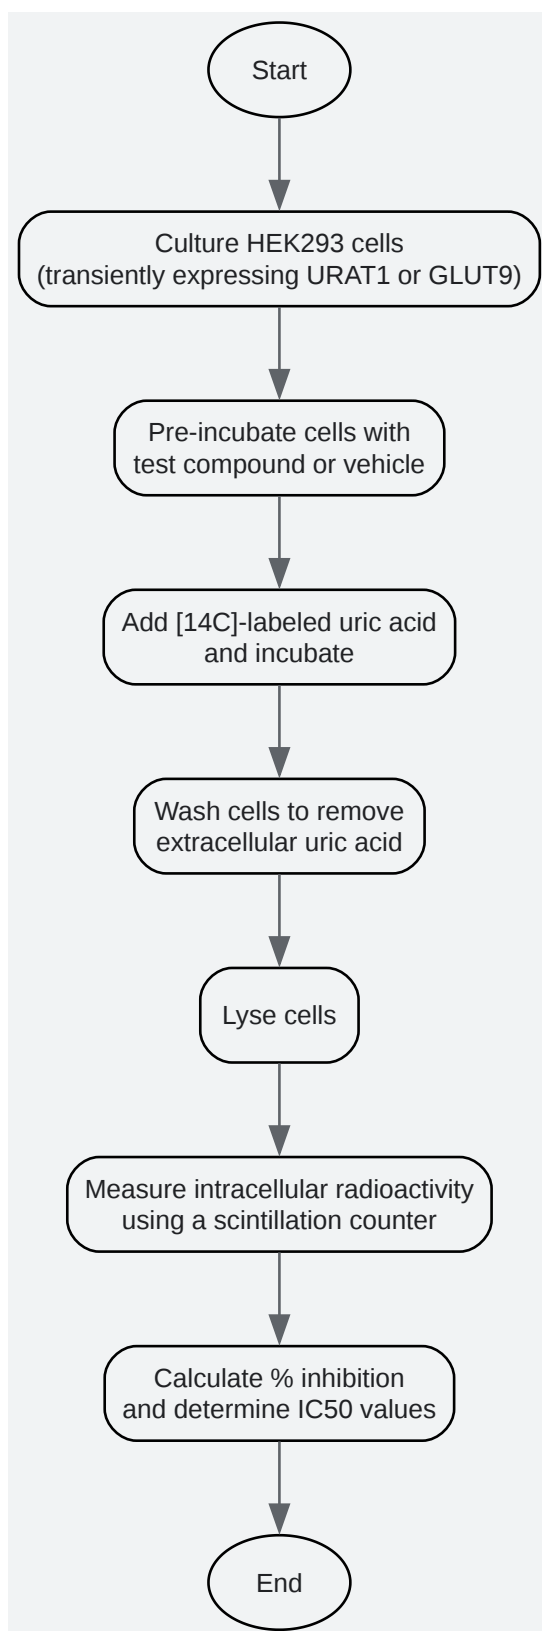 Start
Culture HEK293 cells
(transiently expressing URAT1 or GLUT9)
Pre-incubate cells with
test compound or vehicle
Add [14C]-labeled uric acid
and incubate
Wash cells to remove
extracellular uric acid
Lyse cells
Measure intracellular radioactivity
using a scintillation counter
Calculate % inhibition
and determine IC50 values
End